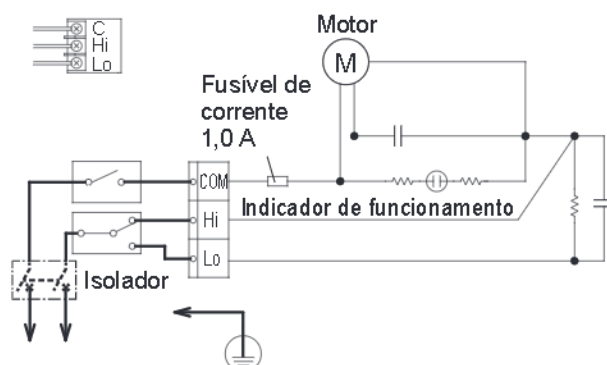 C
Hi
Lo
Motor
M
Fusível de
corrente
1,0 A
COM
Indicador de funcionamento
Hi
Lo
Isolador